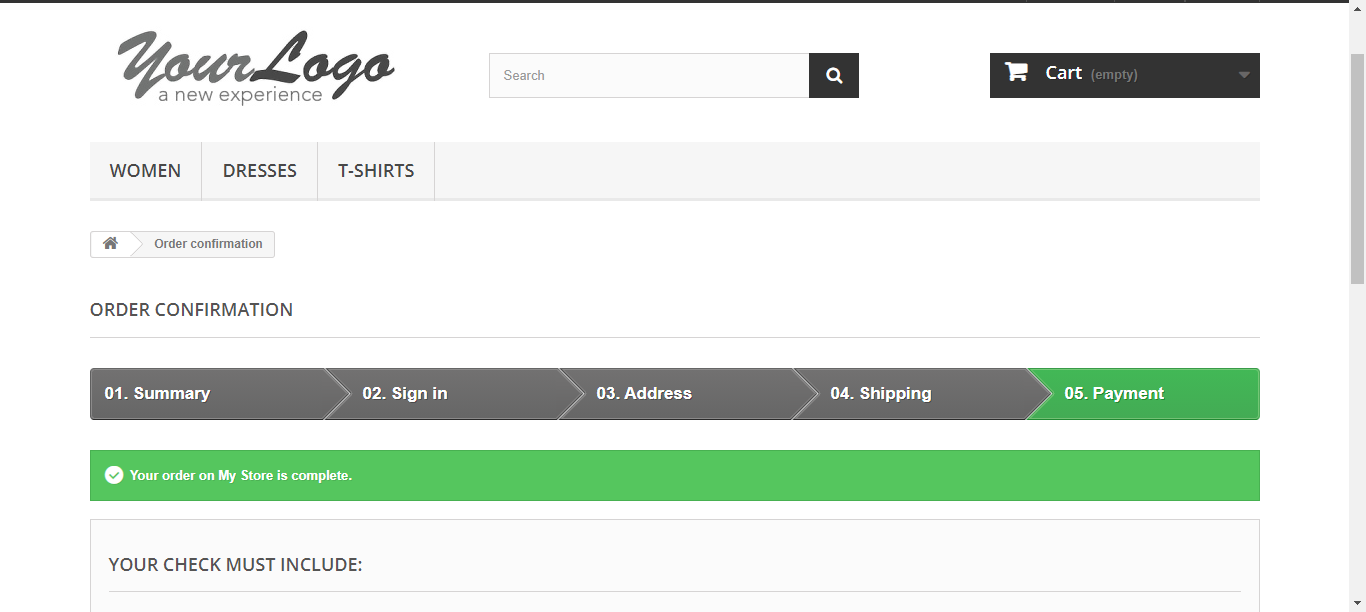 YourLogo
a new experience
Search
Cart (empty)
WOMEN DRESSES T-SHIRTS
Order confirmation
ORDER CONFIRMATION
01. Summary 02. Sign in 03. Address 04. Shipping 05. Payment
Your order on My Store is complete.
YOUR CHECK MUST INCLUDE: